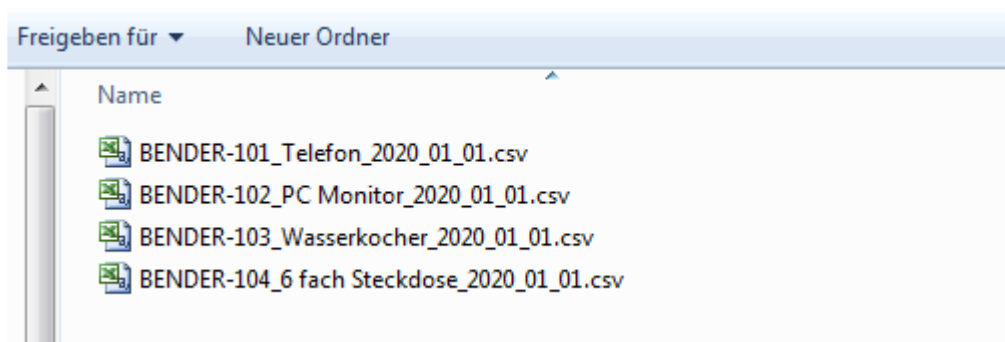 Freigeben für Neuer Ordner
Name
BENDER-101_Telefon_2020_01_01.csv
BENDER-102_PC Monitor_2020_01_01.csv
BENDER-103_Wasserkocher_2020_01_01.csv
BENDER-104_6 fach Steckdose_2020_01_01.csv